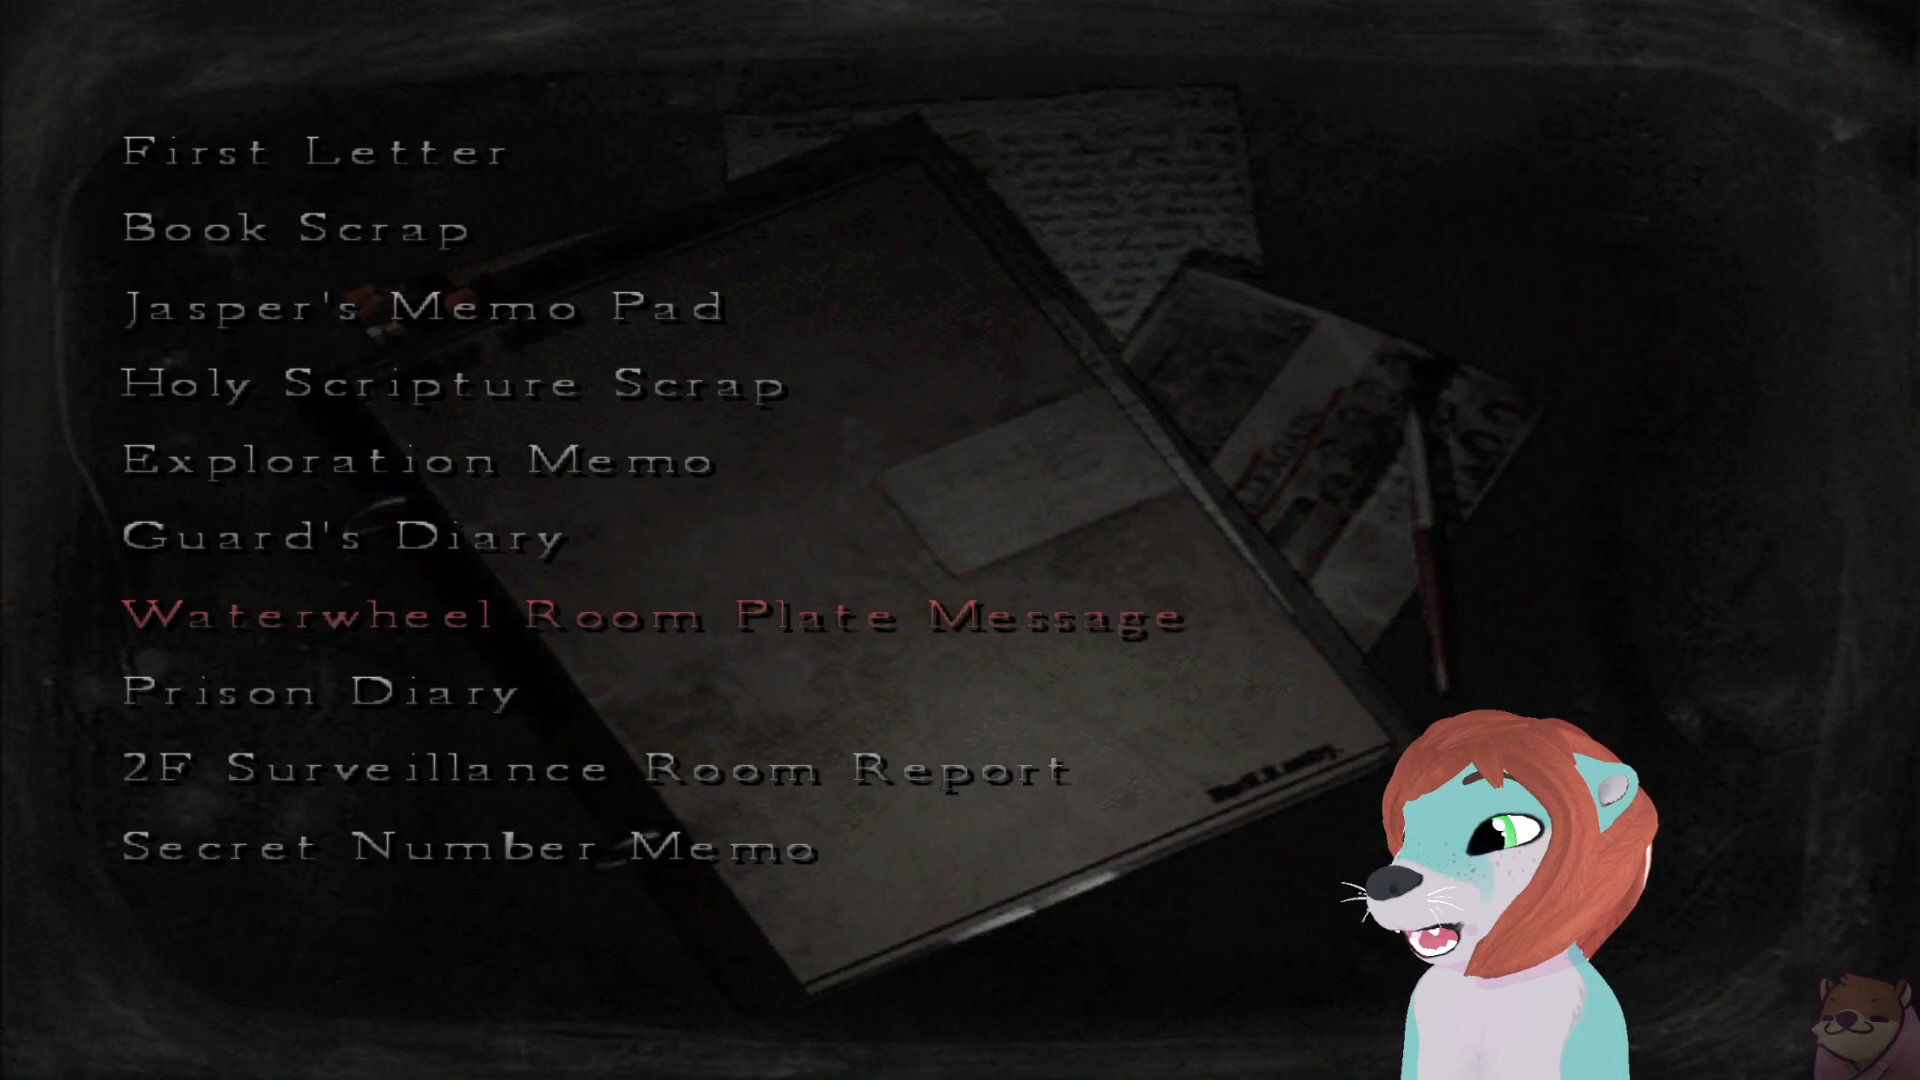 First Letter
Book Scrap
Jasper's Memo Pad
Holy Scripture Scrap
Exploration Memo
Guard's Diary
Waterwheel Room Plate Message
Prison Diary
2F Surveillance Room Report
Secret Number Memo